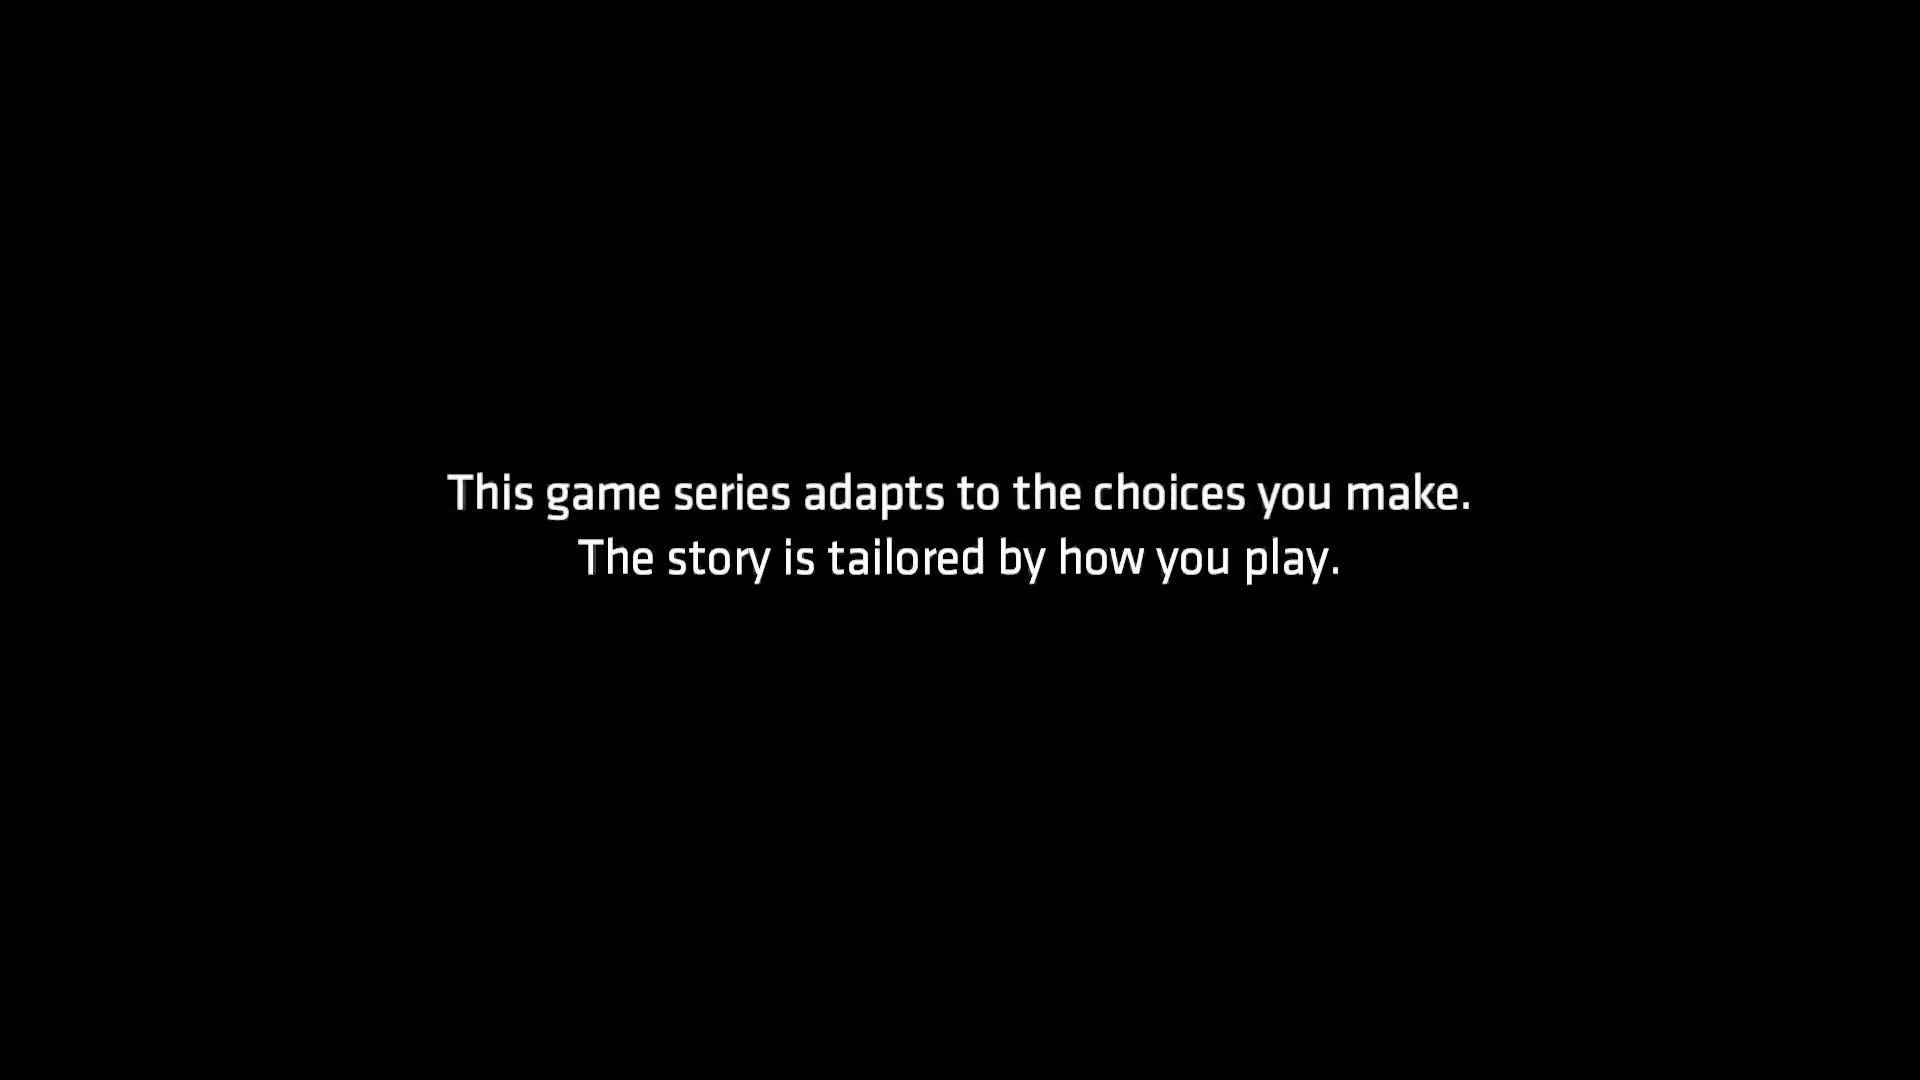 This game series adapts to the choices you make.
The story is tailored by how you play.